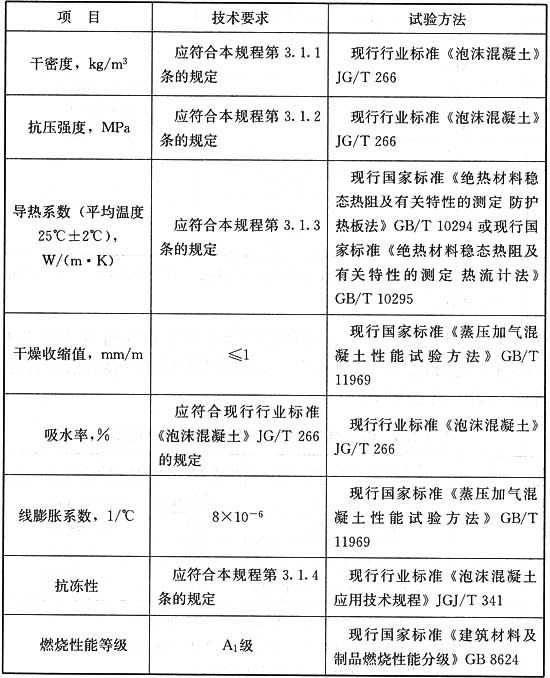 项 目 技术要求 试验方法
干密度，kg/m³
应符合本规程第 3.1.1
条的规定
现行行业标准《泡沫混凝土》
JG/T 266
抗压强度，MPa
应符合本规程第 3.1.2
条的规定
现行行业标准《泡沫混凝土》
JG/T 266
导热系数（平均温度
25℃±2℃），
W/(m·K)
应符合本规程第 3.1.3
条的规定
现行国家标准《绝热材料稳
态热阻及有关特性的测定 防护
热板法》GB/T 10294 或现行国
家标准《绝热材料稳态热阻及
有关特性的测定 热流计法》
GB/T 10295
干燥收缩值，mm/m
≤1
现行国家标准《蒸压加气混
凝土性能试验方法》GB/T
11969
吸水率，%
应符合现行行业标准
《泡沫混凝土》JG/T 266
的规定
现行行业标准《泡沫混凝土》
JG/T 266
线膨胀系数，1/℃
8×10⁻⁶
现行国家标准《蒸压加气混
凝土性能试验方法》GB/T
11969
抗冻性
应符合本规程第 3.1.4
条的规定
现行行业标准《泡沫混凝土
应用技术规程》JGJ/T 341
燃烧性能等级
A₁级
现行国家标准《建筑材料及
制品燃烧性能分级》GB 8624